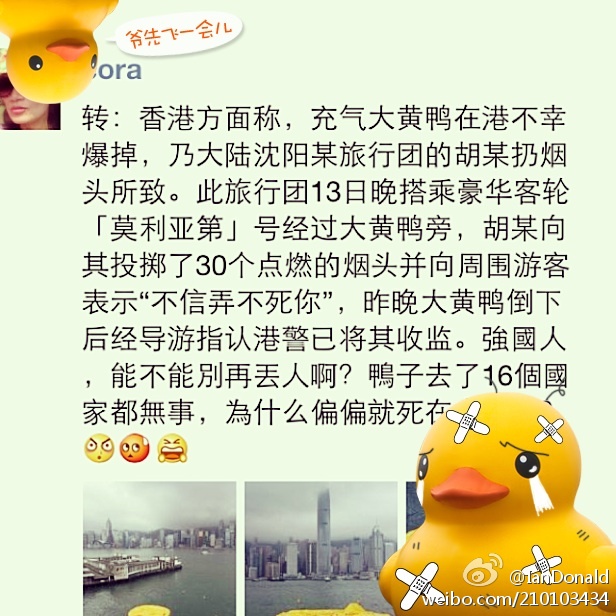 爷先飞一会儿
ora
转：香港方面称，充气大黄鸭在港不幸
爆掉，乃大陆沈阳某旅行团的胡某扔烟
头所致。此旅行团13日晚搭乘豪华客轮
「莫利亚第」号经过大黄鸭旁，胡某向
其投掷了30个点燃的烟头并向周围游客
表示“不信弄不死你”，昨晚大黄鸭倒下
后经导游指认港警已将其收监。強國人
，能不能別再丟人啊？鴨子去了16個國
家都無事，為什么偏偏就死在
@IanDonald
weibo.com/210103434